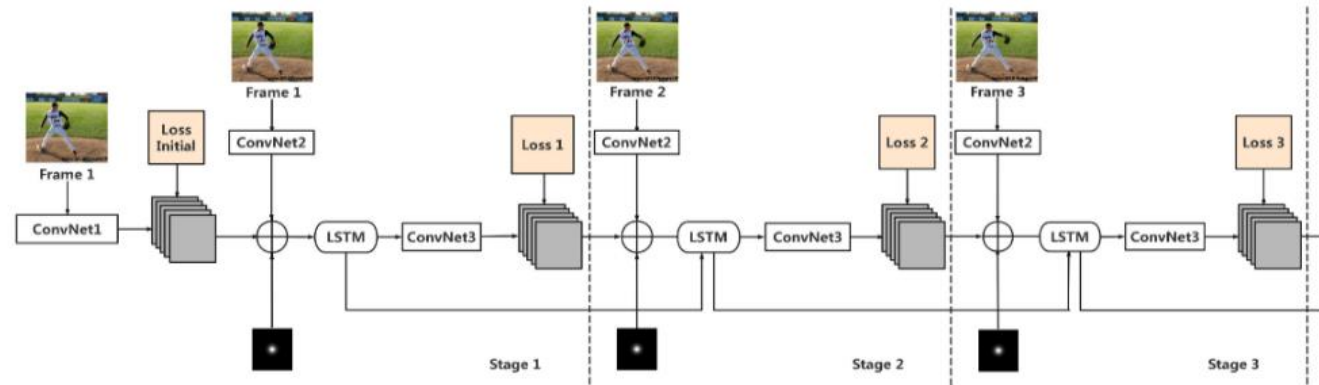 Frame 1
ConvNet1
Loss
Initial
Frame 1
ConvNet2
LSTM
ConvNet3
Loss 1
Stage 1
Frame 2
ConvNet2
LSTM
ConvNet3
Loss 2
Stage 2
Frame 3
ConvNet2
LSTM
ConvNet3
Loss 3
Stage 3